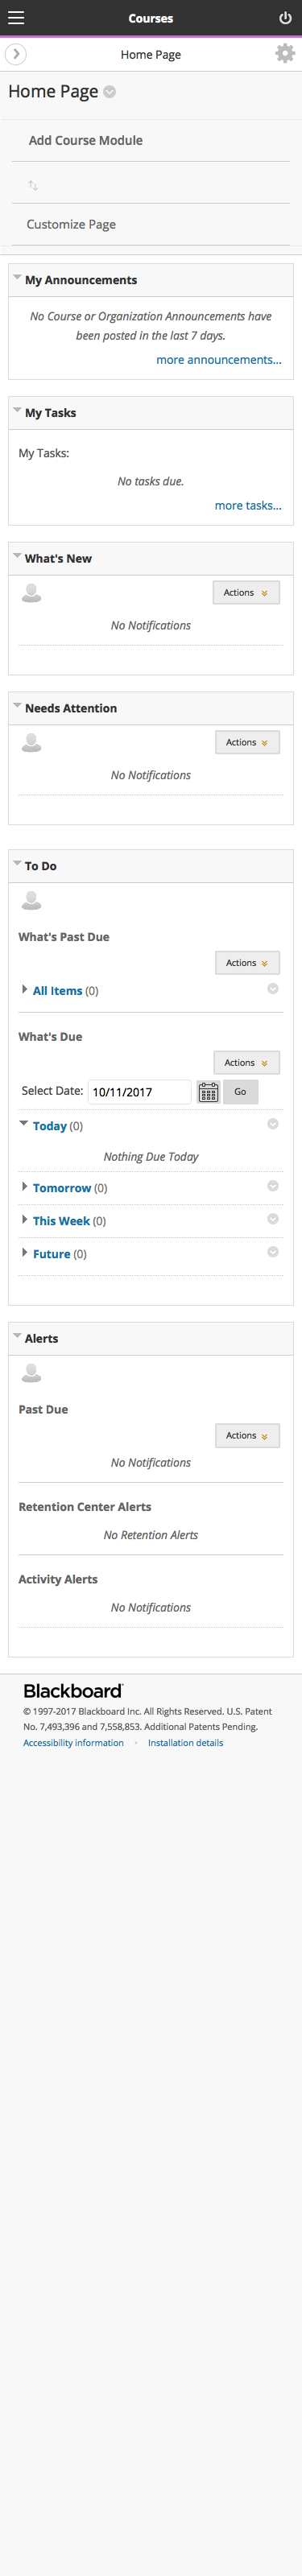 Courses
Home Page
Home Page
Add Course Module
Customize Page
My Announcements
No Course or Organization Announcements have
been posted in the last 7 days.
more announcements...
My Tasks
My Tasks:
No tasks due.
more tasks...
What's New
Actions
No Notifications
Needs Attention
Actions
No Notifications
To Do
What's Past Due
Actions
All Items (0)
What's Due
Actions
Select Date: 10/11/2017 Go
Today (0)
Nothing Due Today
Tomorrow (0)
This Week (0)
Future (0)
Alerts
Past Due
Actions
No Notifications
Retention Center Alerts
No Retention Alerts
Activity Alerts
No Notifications
Blackboard
© 1997-2017 Blackboard Inc. All Rights Reserved. U.S. Patent
No. 7,493,396 and 7,558,853. Additional Patents Pending.
Accessibility information • Installation details